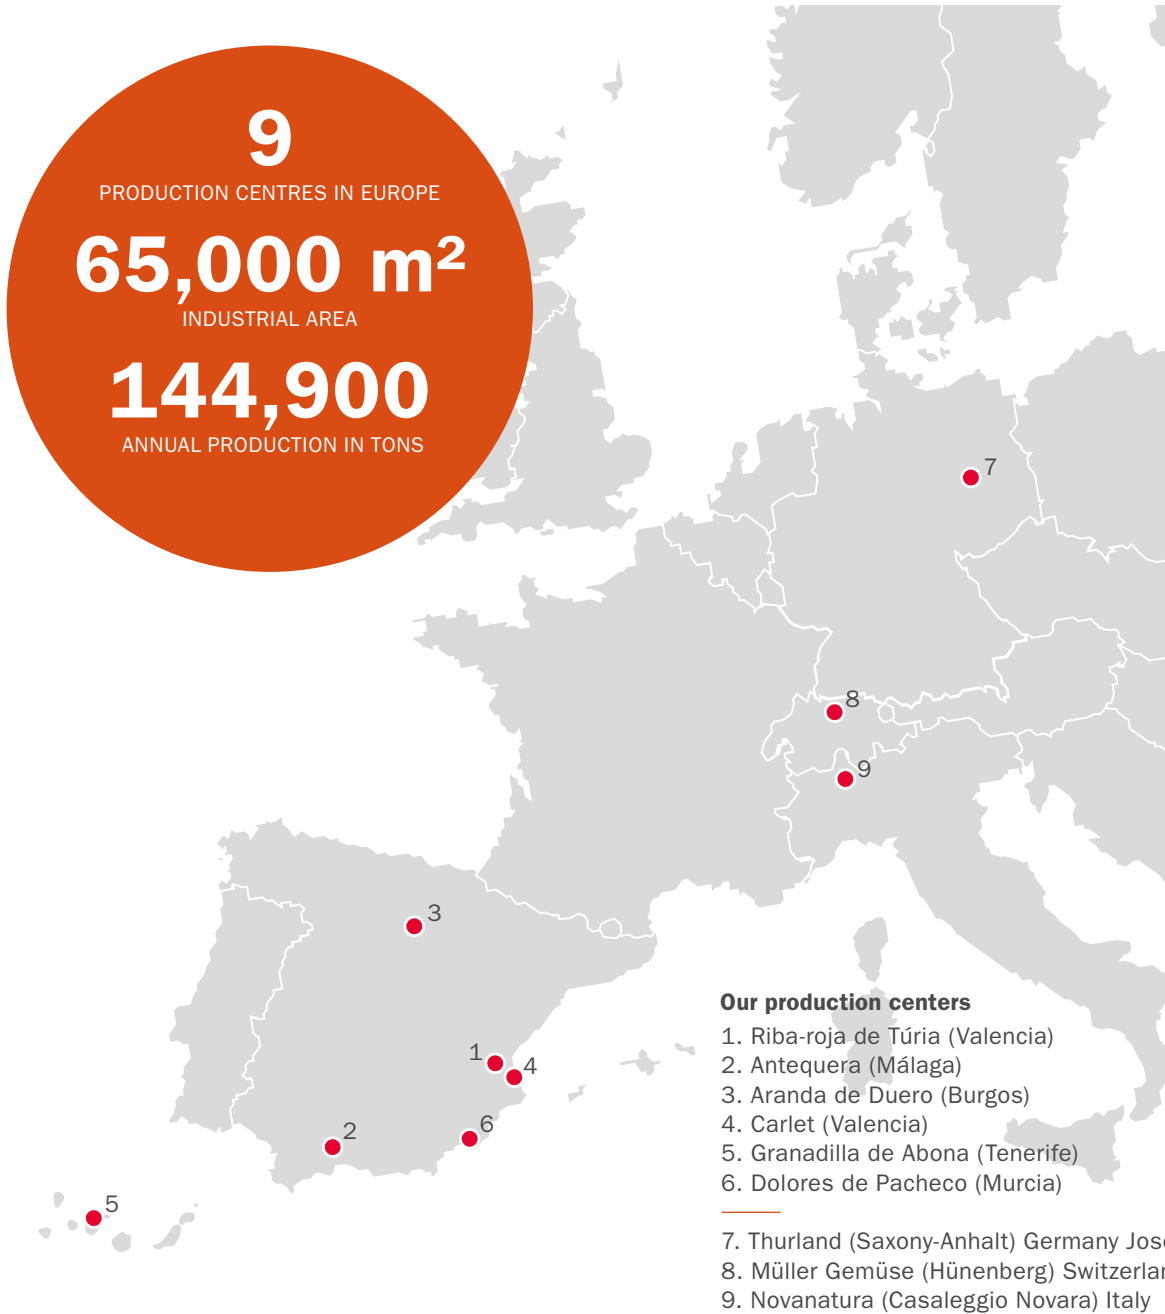 9
PRODUCTION CENTRES IN EUROPE
65,000 m²
INDUSTRIAL AREA
144,900
ANNUAL PRODUCTION IN TONS
7
8
9
3
1
4
6
2
5
Our production centers
1. Riba-roja de Túria (Valencia)
2. Antequera (Málaga)
3. Aranda de Duero (Burgos)
4. Carlet (Valencia)
5. Granadilla de Abona (Tenerife)
6. Dolores de Pacheco (Murcia)
7. Thurland (Saxony-Anhalt) Germany
8. Müller Gemüse (Hünenberg)
9. Novanatura (Casaleggio Novara) Italy